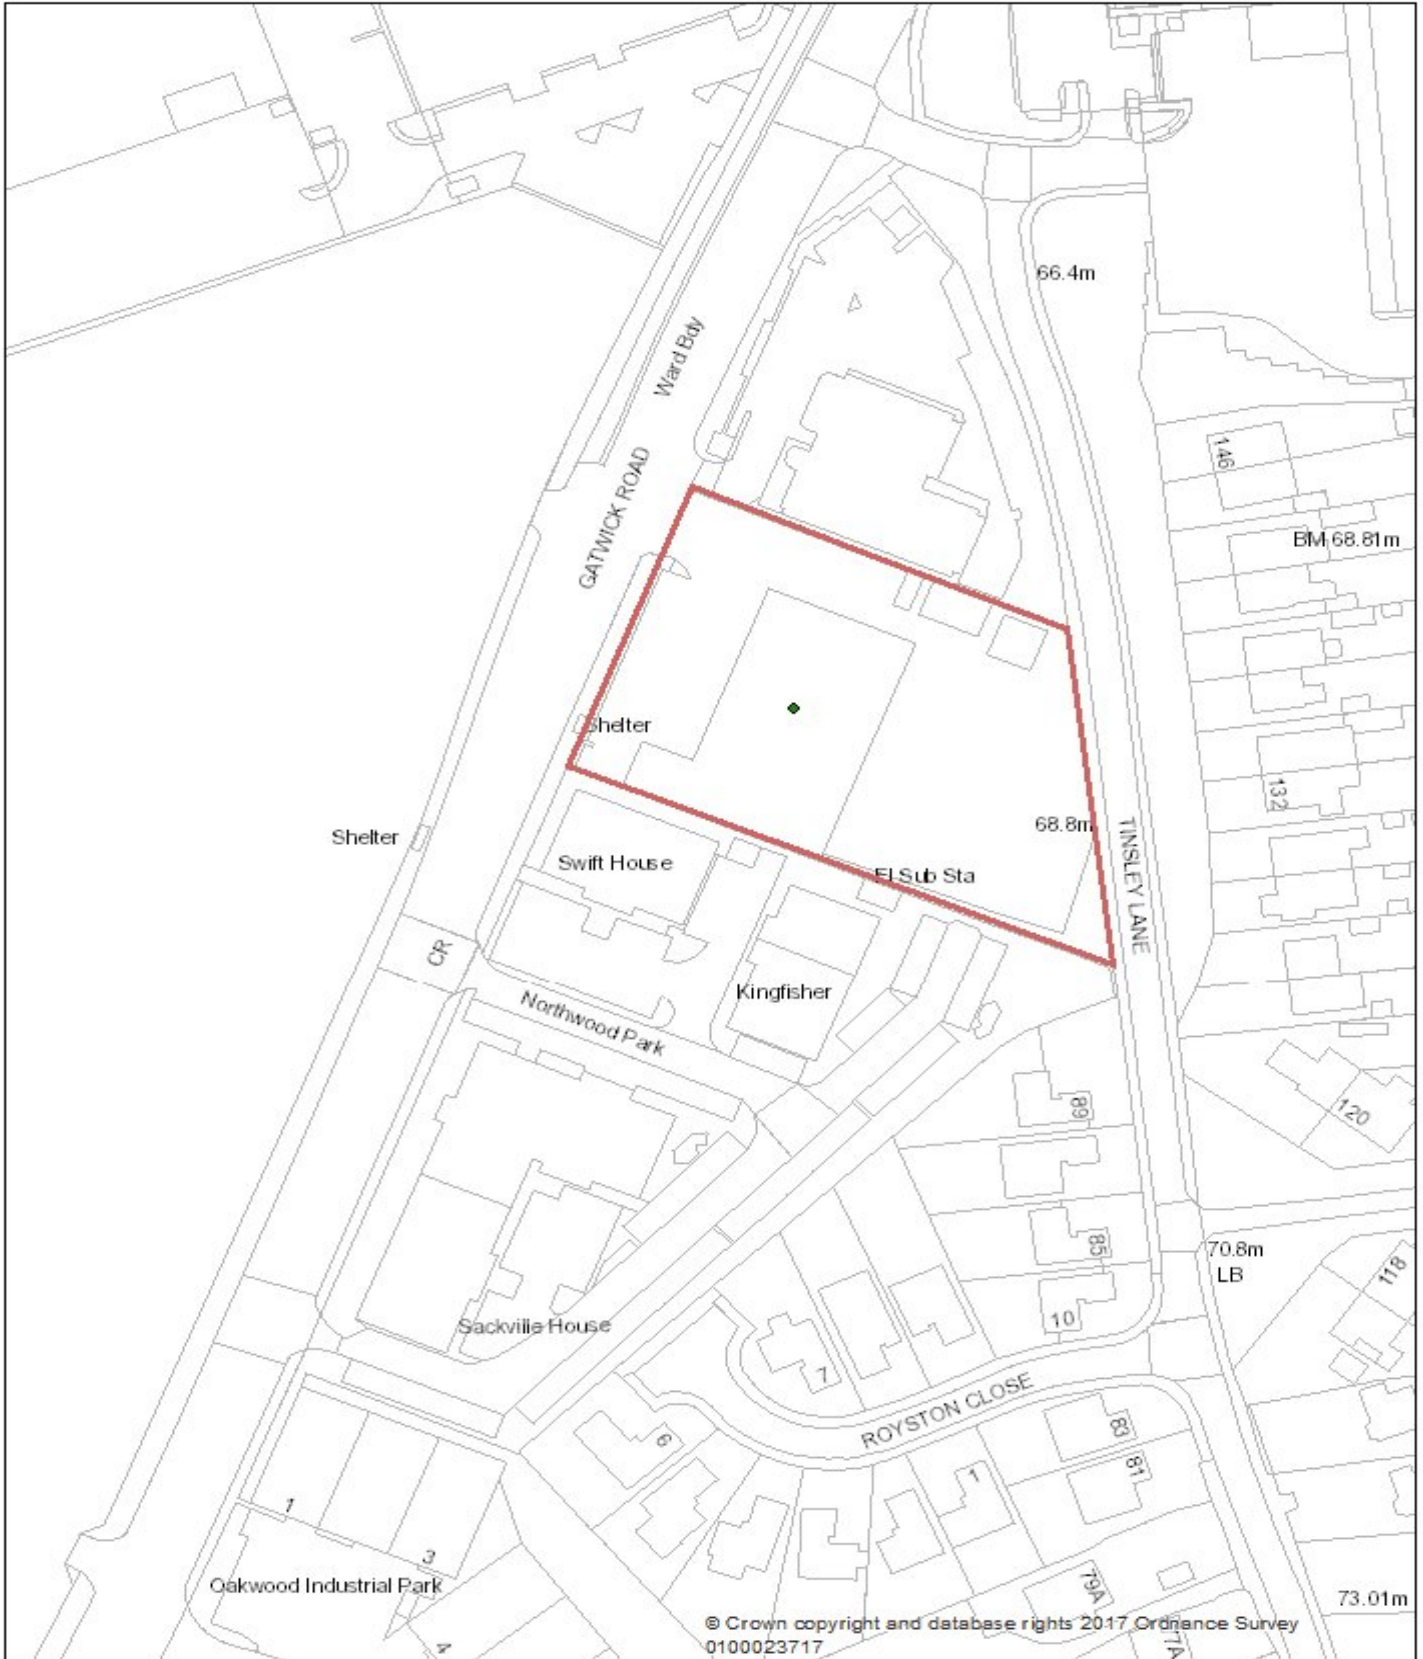 66.4m
Ward Bdy
146
GATWICK ROAD
BM 68.81m
Shelter
132
68.8m
TINSLEY LANE
Shelter
Swift House
El Sub Sta
CR
Kingfisher
Northwood Park
89
120
85
70.8m
LB
118
10
Sackville House
7
ROYSTON CLOSE
83
6
81
1
1
3
Oakwood Industrial Park
79A
73.01m
© Crown copyright and database rights 2017 Ordnance Survey
0100023717
4
77A